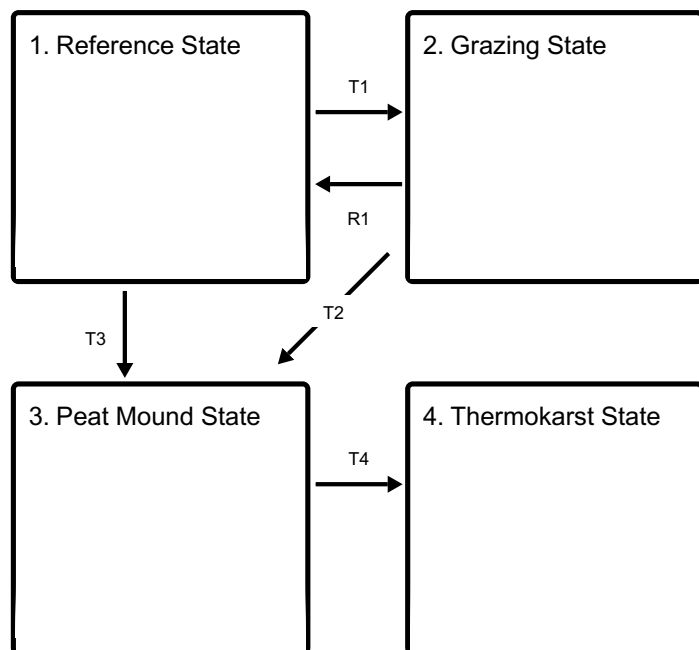 1. Reference State
2. Grazing State
T1
R1
T2
T3
3. Peat Mound State
4. Thermokarst State
T4